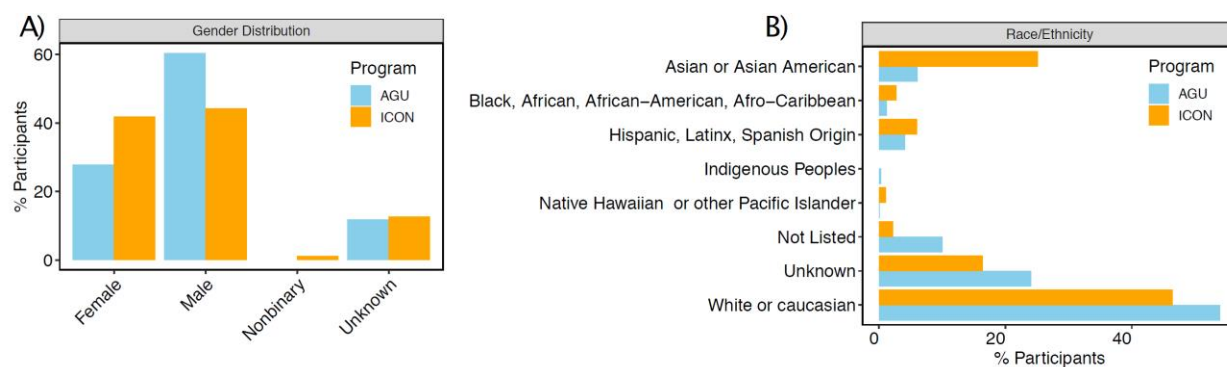 A)
Gender Distribution
% Participants
60
40
20
0
Program
AGU
ICON
Female
Male
Nonbinary
Unknown
B)
Race/Ethnicity
Asian or Asian American
Black, African, African-American, Afro-Caribbean
Hispanic, Latinx, Spanish Origin
Indigenous Peoples
Native Hawaiian or other Pacific Islander
Not Listed
Unknown
White or caucasian
Program
AGU
ICON
0 20 40
% Participants